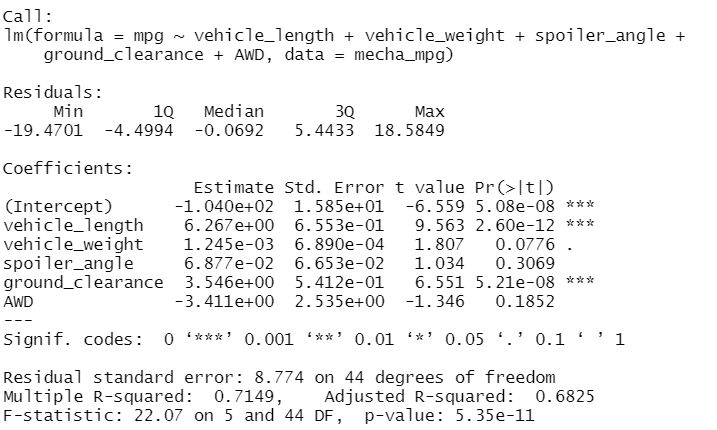 Call:
lm(formula = mpg ~ vehicle_length + vehicle_weight + spoiler_angle +
    ground_clearance + AWD, data = mecha_mpg)

Residuals:
     Min       1Q   Median       3Q      Max
-19.4701  -4.4994  -0.0692   5.4433  18.5849

Coefficients:
                   Estimate Std. Error t value Pr(>|t|)
(Intercept)      -1.040e+02  1.585e+01  -6.559 5.08e-08 ***
vehicle_length    6.267e+00  6.553e-01   9.563 2.60e-12 ***
vehicle_weight    1.245e-03  6.890e-04   1.807   0.0776 .
spoiler_angle     6.877e-02  6.653e-02   1.034   0.3069
ground_clearance  3.546e+00  5.412e-01   6.551 5.21e-08 ***
AWD              -3.411e+00  2.535e+00  -1.346   0.1852
---
Signif. codes:  0 ‘***’ 0.001 ‘**’ 0.01 ‘*’ 0.05 ‘.’ 0.1 ‘ ’ 1

Residual standard error: 8.774 on 44 degrees of freedom
Multiple R-squared:  0.7149,    Adjusted R-squared:  0.6825
F-statistic: 22.07 on 5 and 44 DF,  p-value: 5.35e-11